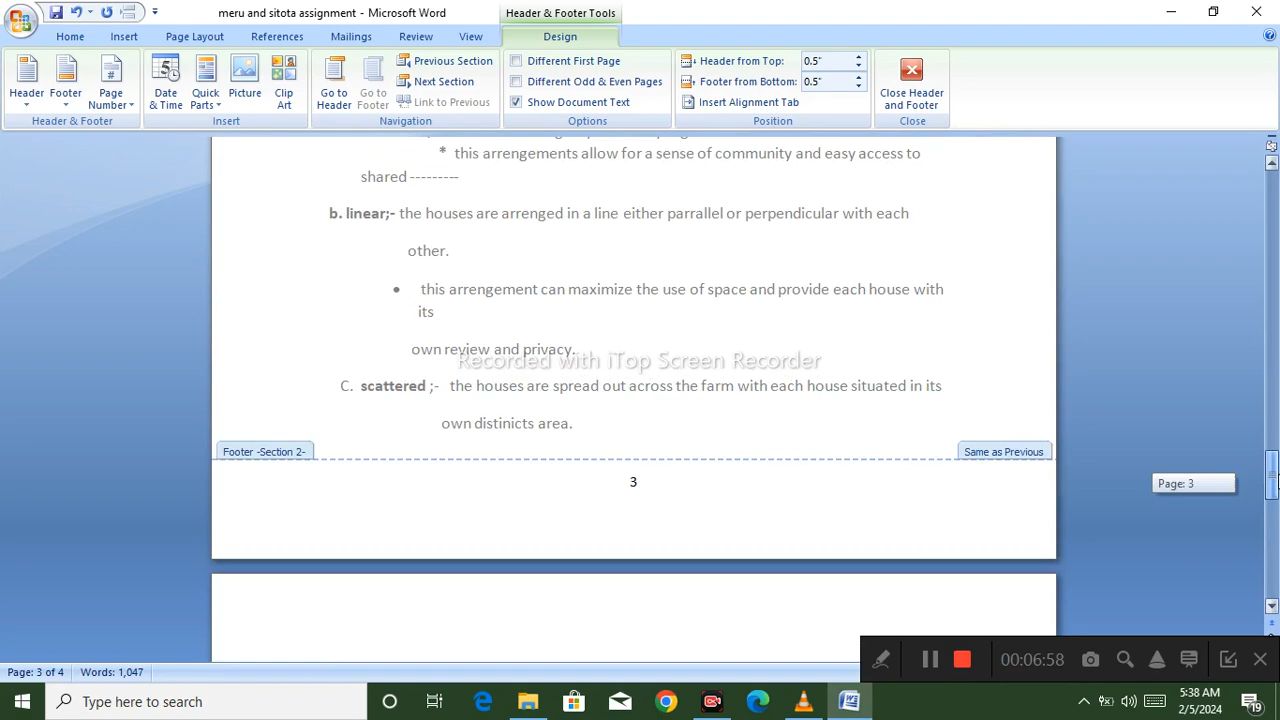 meru and sitota assignment - Microsoft Word
Header & Footer Tools
Home Insert Page Layout References Mailings Review View Design
Header
Footer
Page Number
Date & Time
Quick Parts
Picture
Clip Art
Go to Header
Go to Footer
Previous Section
Next Section
Link to Previous
Different First Page
Different Odd & Even Pages
Show Document Text
Header from Top: 0.5"
Footer from Bottom: 0.5"
Insert Alignment Tab
Close Header and Footer
Header & Footer Insert Navigation Options Position Close
* this arrangements allow for a sense of community and easy access to
shared ---------
b. linear;- the houses are arrenged in a line either parrallel or perpendicular with each
other.
• this arrengement can maximize the use of space and provide each house with
its
own review and privacy.
Recorded with iTop Screen Recorder
C. scattered ;- the houses are spread out across the farm with each house situated in its
own distinicts area.
Footer -Section 2- Same as Previous
3
Page: 3
00:06:58
Page: 3 of 4 Words: 1,047
Type here to search
5:38 AM
2/5/2024
19